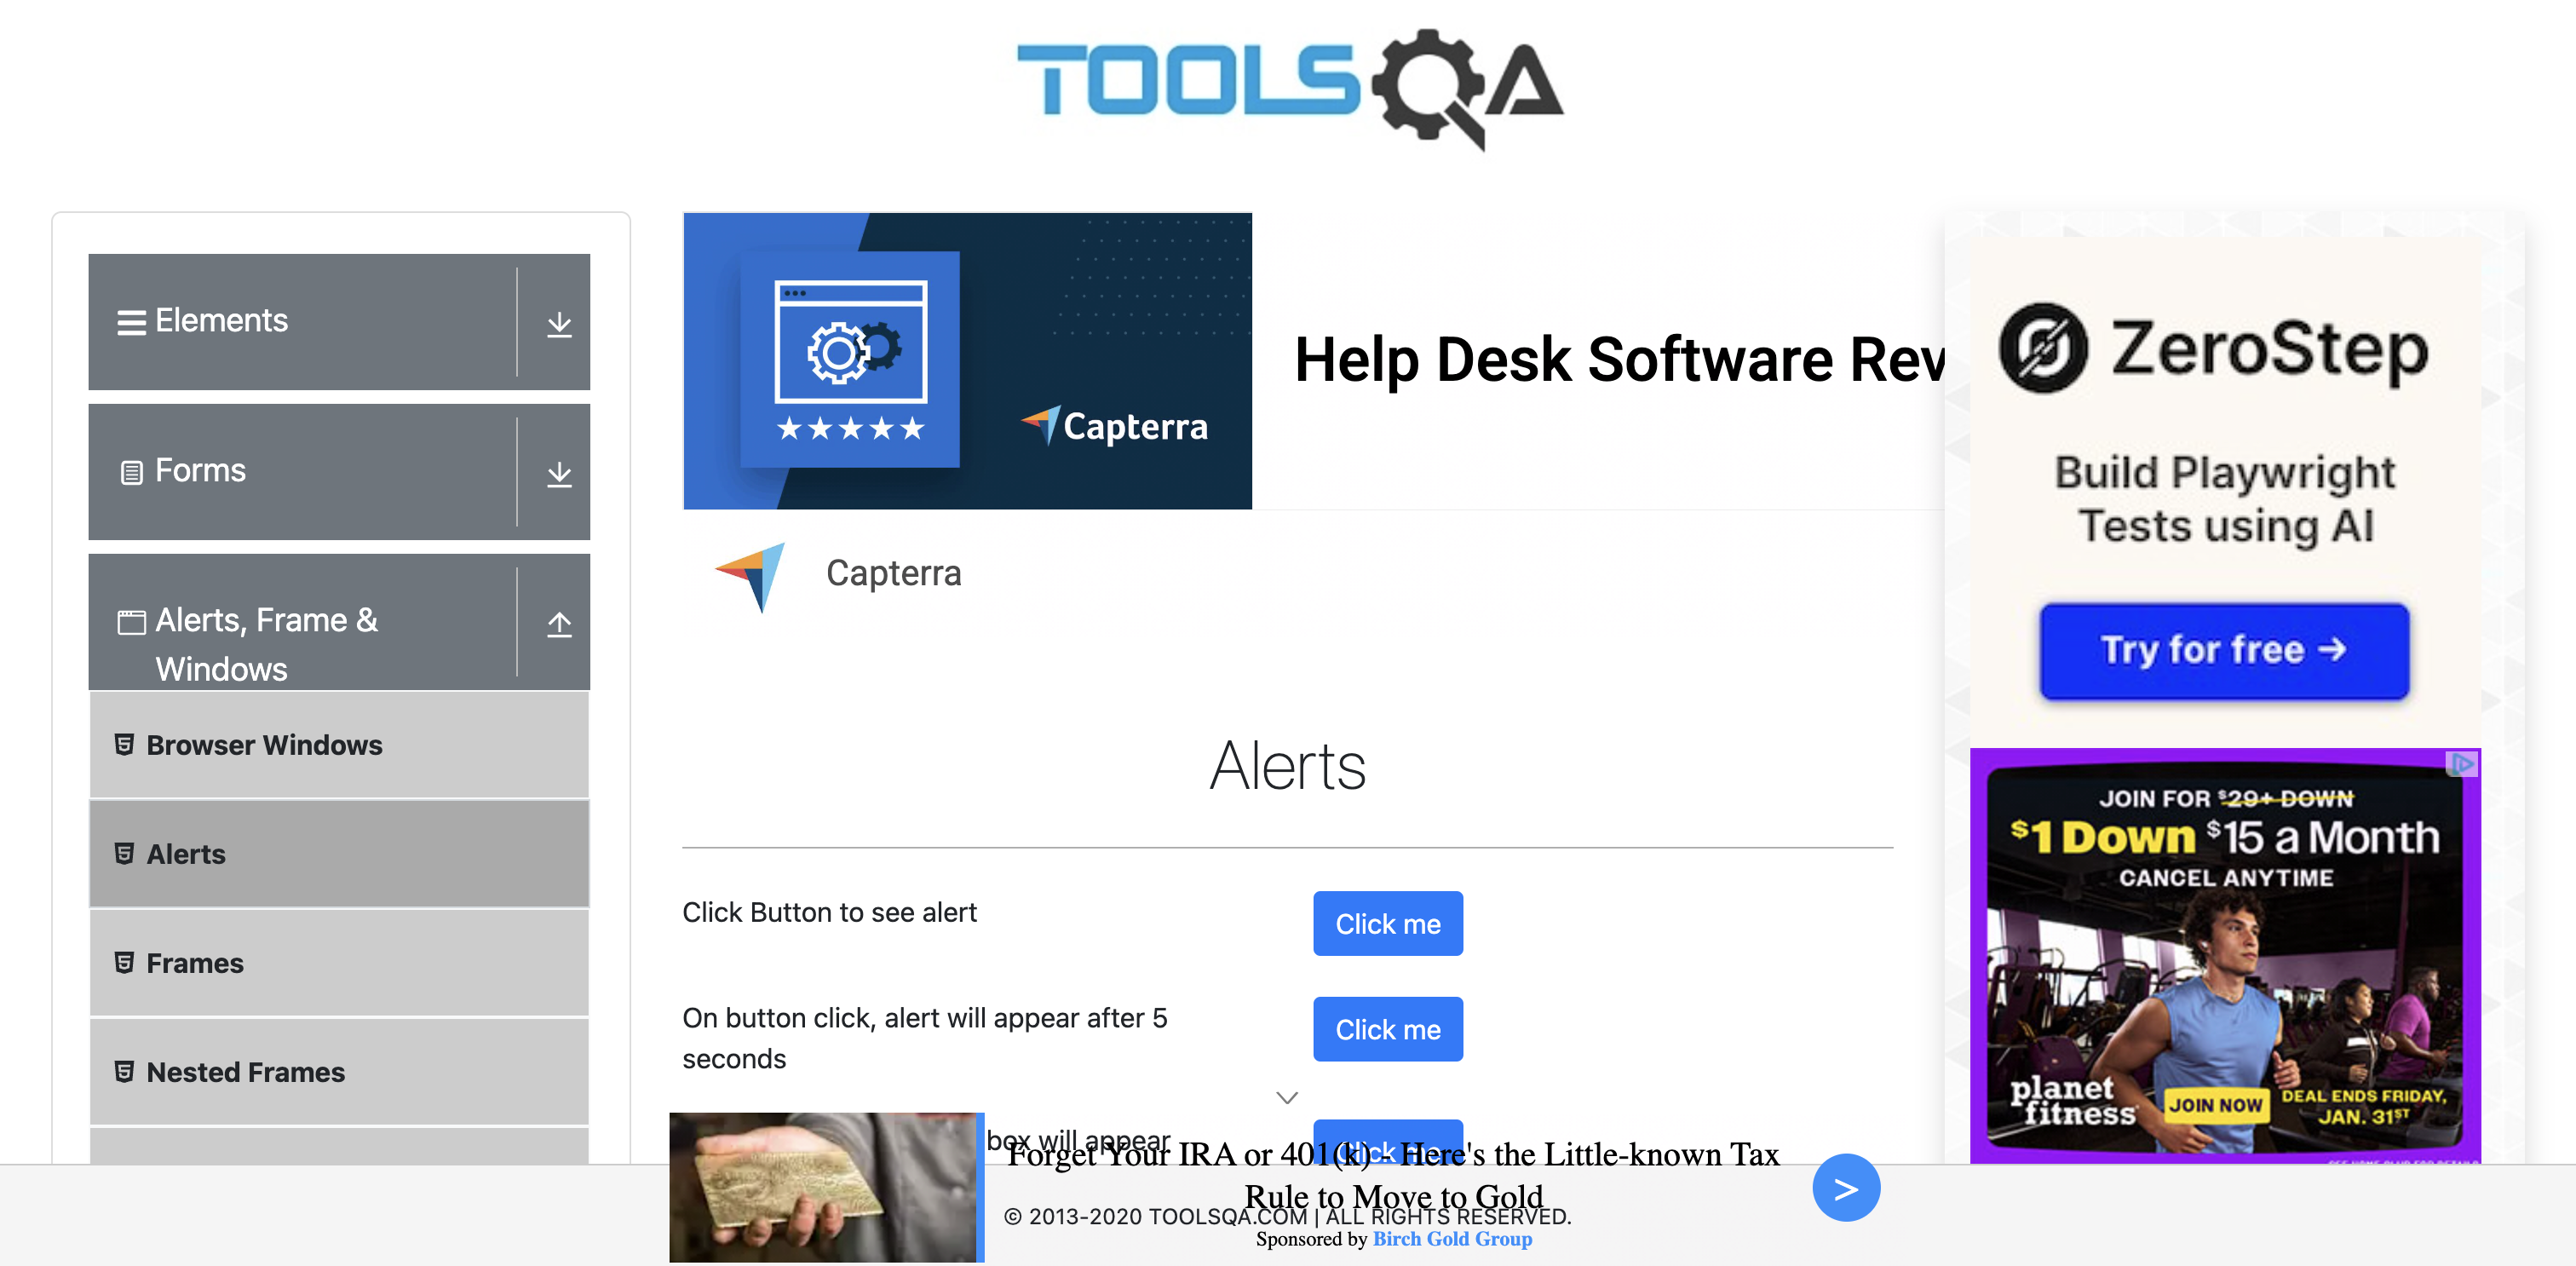 TOOLSQA
Elements
Forms
Alerts, Frame &
Windows
Browser Windows
Alerts
Frames
Nested Frames
Capterra
Help Desk Software Rev
Capterra
Alerts
Click Button to see alert
Click me
On button click, alert will appear after 5
seconds
Click me
box will appear
Click me
Forget Your IRA or 401(k) - Here's the Little-known Tax
Rule to Move to Gold
>
© 2013-2020 TOOLSQA.COM | ALL RIGHTS RESERVED.
Sponsored by Birch Gold Group
ZeroStep
Build Playwright
Tests using AI
Try for free →
JOIN FOR $29+ DOWN
$1 Down $15 a Month
CANCEL ANYTIME
planet
fitness
JOIN NOW
DEAL ENDS FRIDAY,
JAN. 31ST